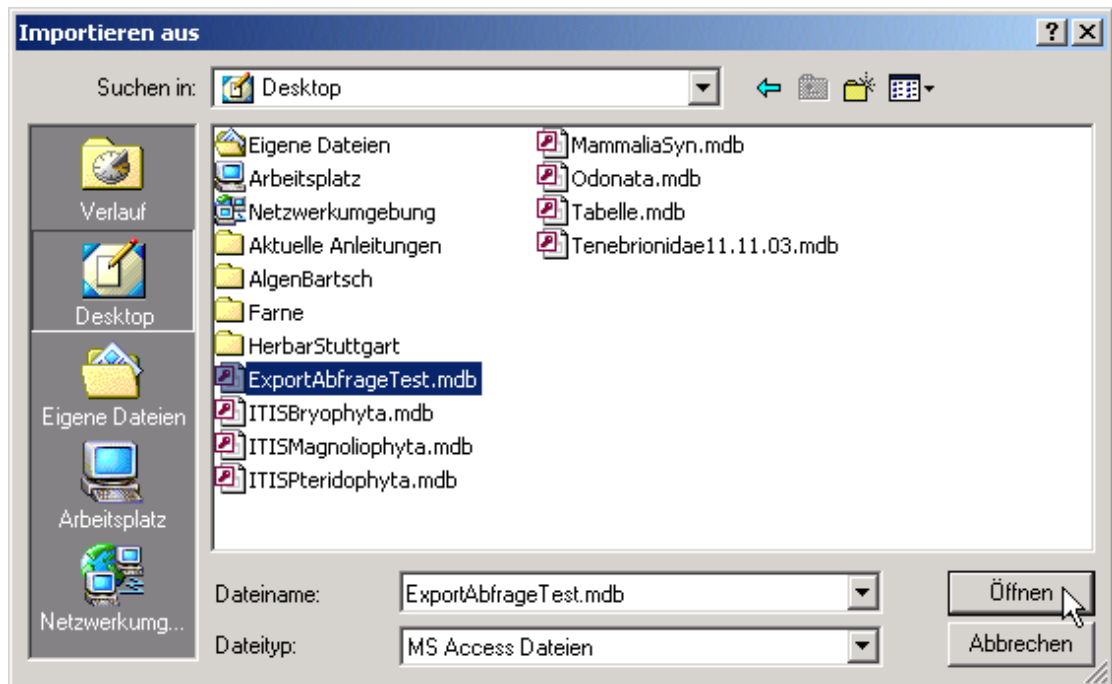 Importieren aus
Suchen in: Desktop
Verlauf
Desktop
Eigene Dateien
Arbeitsplatz
Netzwerkumg...
Eigene Dateien
Arbeitsplatz
Netzwerkumgebung
Aktuelle Anleitungen
AlgenBartsch
Farne
HerbarStuttgart
ExportAbfrageTest.mdb
ITISBryophyta.mdb
ITISMagnoliophyta.mdb
ITISPteridophyta.mdb
MammaliaSyn.mdb
Odonata.mdb
Tabelle.mdb
Tenebrionidae11.11.03.mdb
Dateiname: ExportAbfrageTest.mdb Öffnen
Dateityp: MS Access Dateien Abbrechen